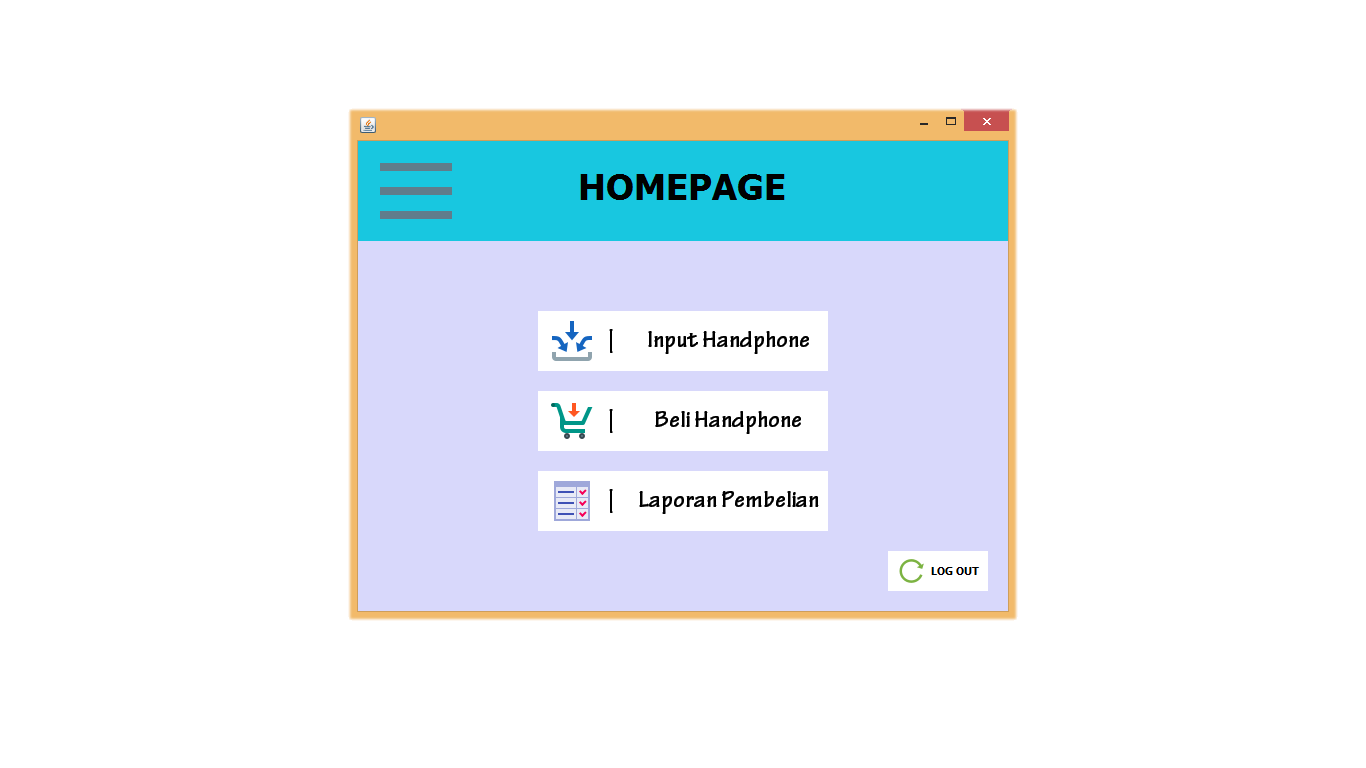 HOMEPAGE
Input Handphone
Beli Handphone
Laporan Pembelian
LOG OUT